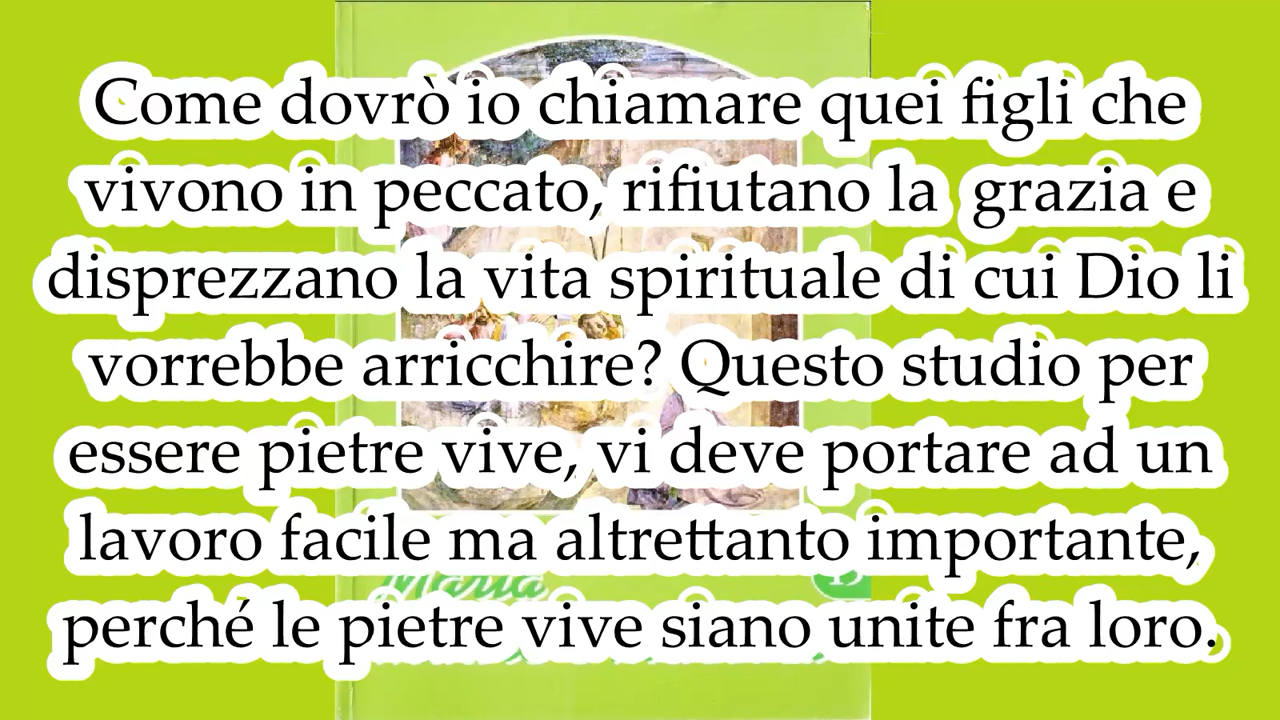 Come dovrò io chiamare quei figli che
vivono in peccato, rifiutano la  grazia e
disprezzano la vita spirituale di cui Dio li
vorrebbe arricchire? Questo studio per
essere pietre vive, vi deve portare ad un
lavoro facile ma altrettanto importante,
Maria
perché le pietre vive siano unite fra loro.